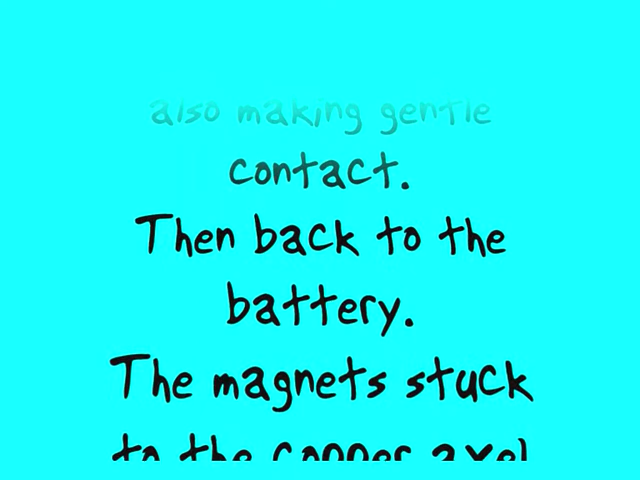 also making gentle
contact.
Then back to the
battery.
The magnets stuck
to the copper axel